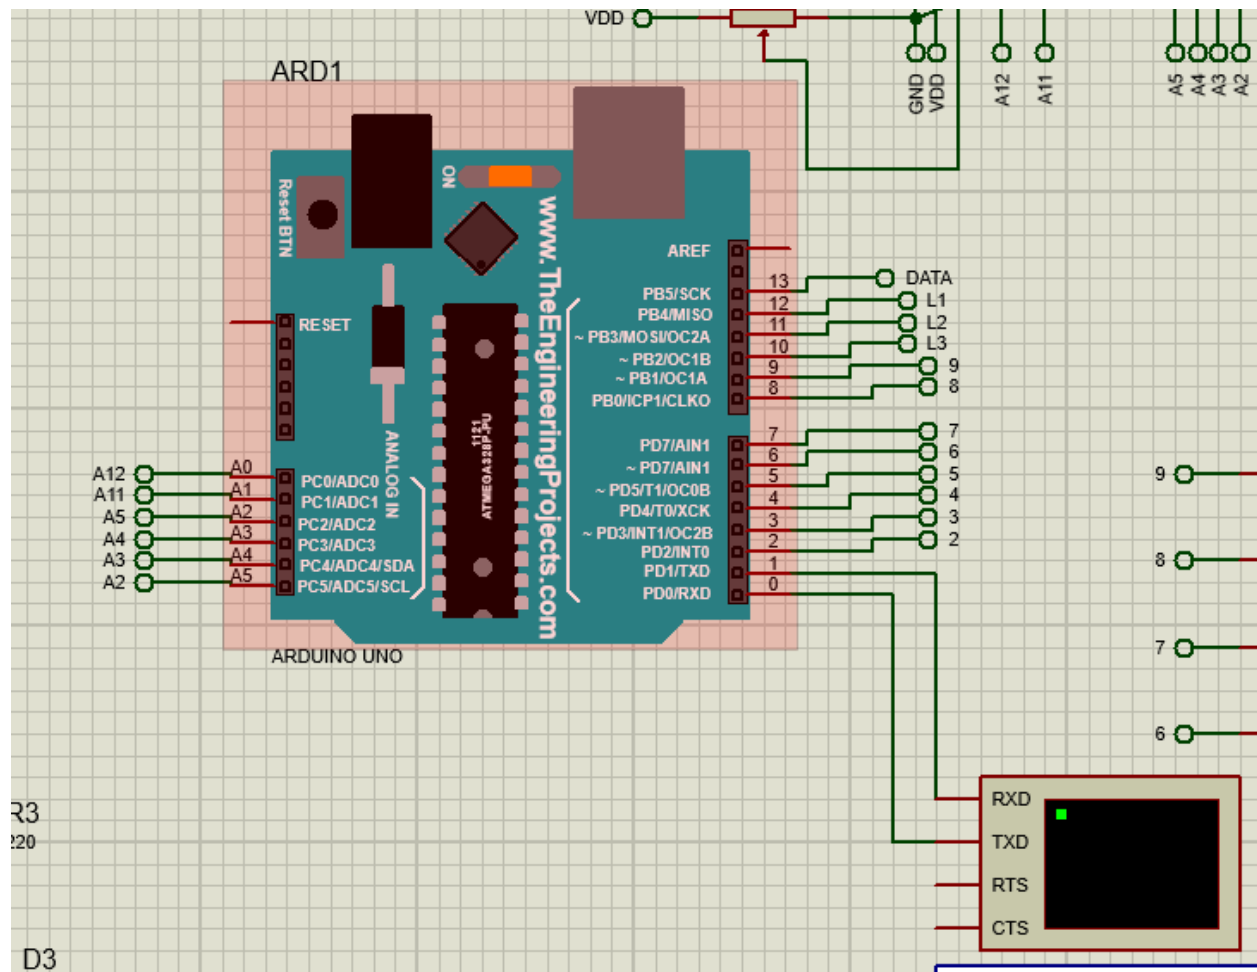 VDD
GND
VDD
A12
A11
A5
A4
A3
A2
ARD1
Reset BTN
ON
www.TheEngineeringProjects.com
AREF
13
PB5/SCK
DATA
12
PB4/MISO
L1
11
~ PB3/MOSI/OC2A
L2
10
~ PB2/OC1B
L3
9
~ PB1/OC1A
9
8
PB0/ICP1/CLKO
8
RESET
1121
ATMEGA328P-PU
ANALOG IN
7
PD7/AIN1
7
6
~ PD7/AIN1
6
5
~ PD5/T1/OC0B
5
4
PD4/T0/XCK
4
3
~ PD3/INT1/OC2B
3
2
PD2/INT0
2
1
PD1/TXD
0
PD0/RXD
A12
A0
PC0/ADC0
A11
A1
PC1/ADC1
A5
A2
PC2/ADC2
A4
A3
PC3/ADC3
A3
A4
PC4/ADC4/SDA
A2
A5
PC5/ADC5/SCL
ARDUINO UNO
9
8
7
6
R3
220
RXD
TXD
RTS
CTS
D3